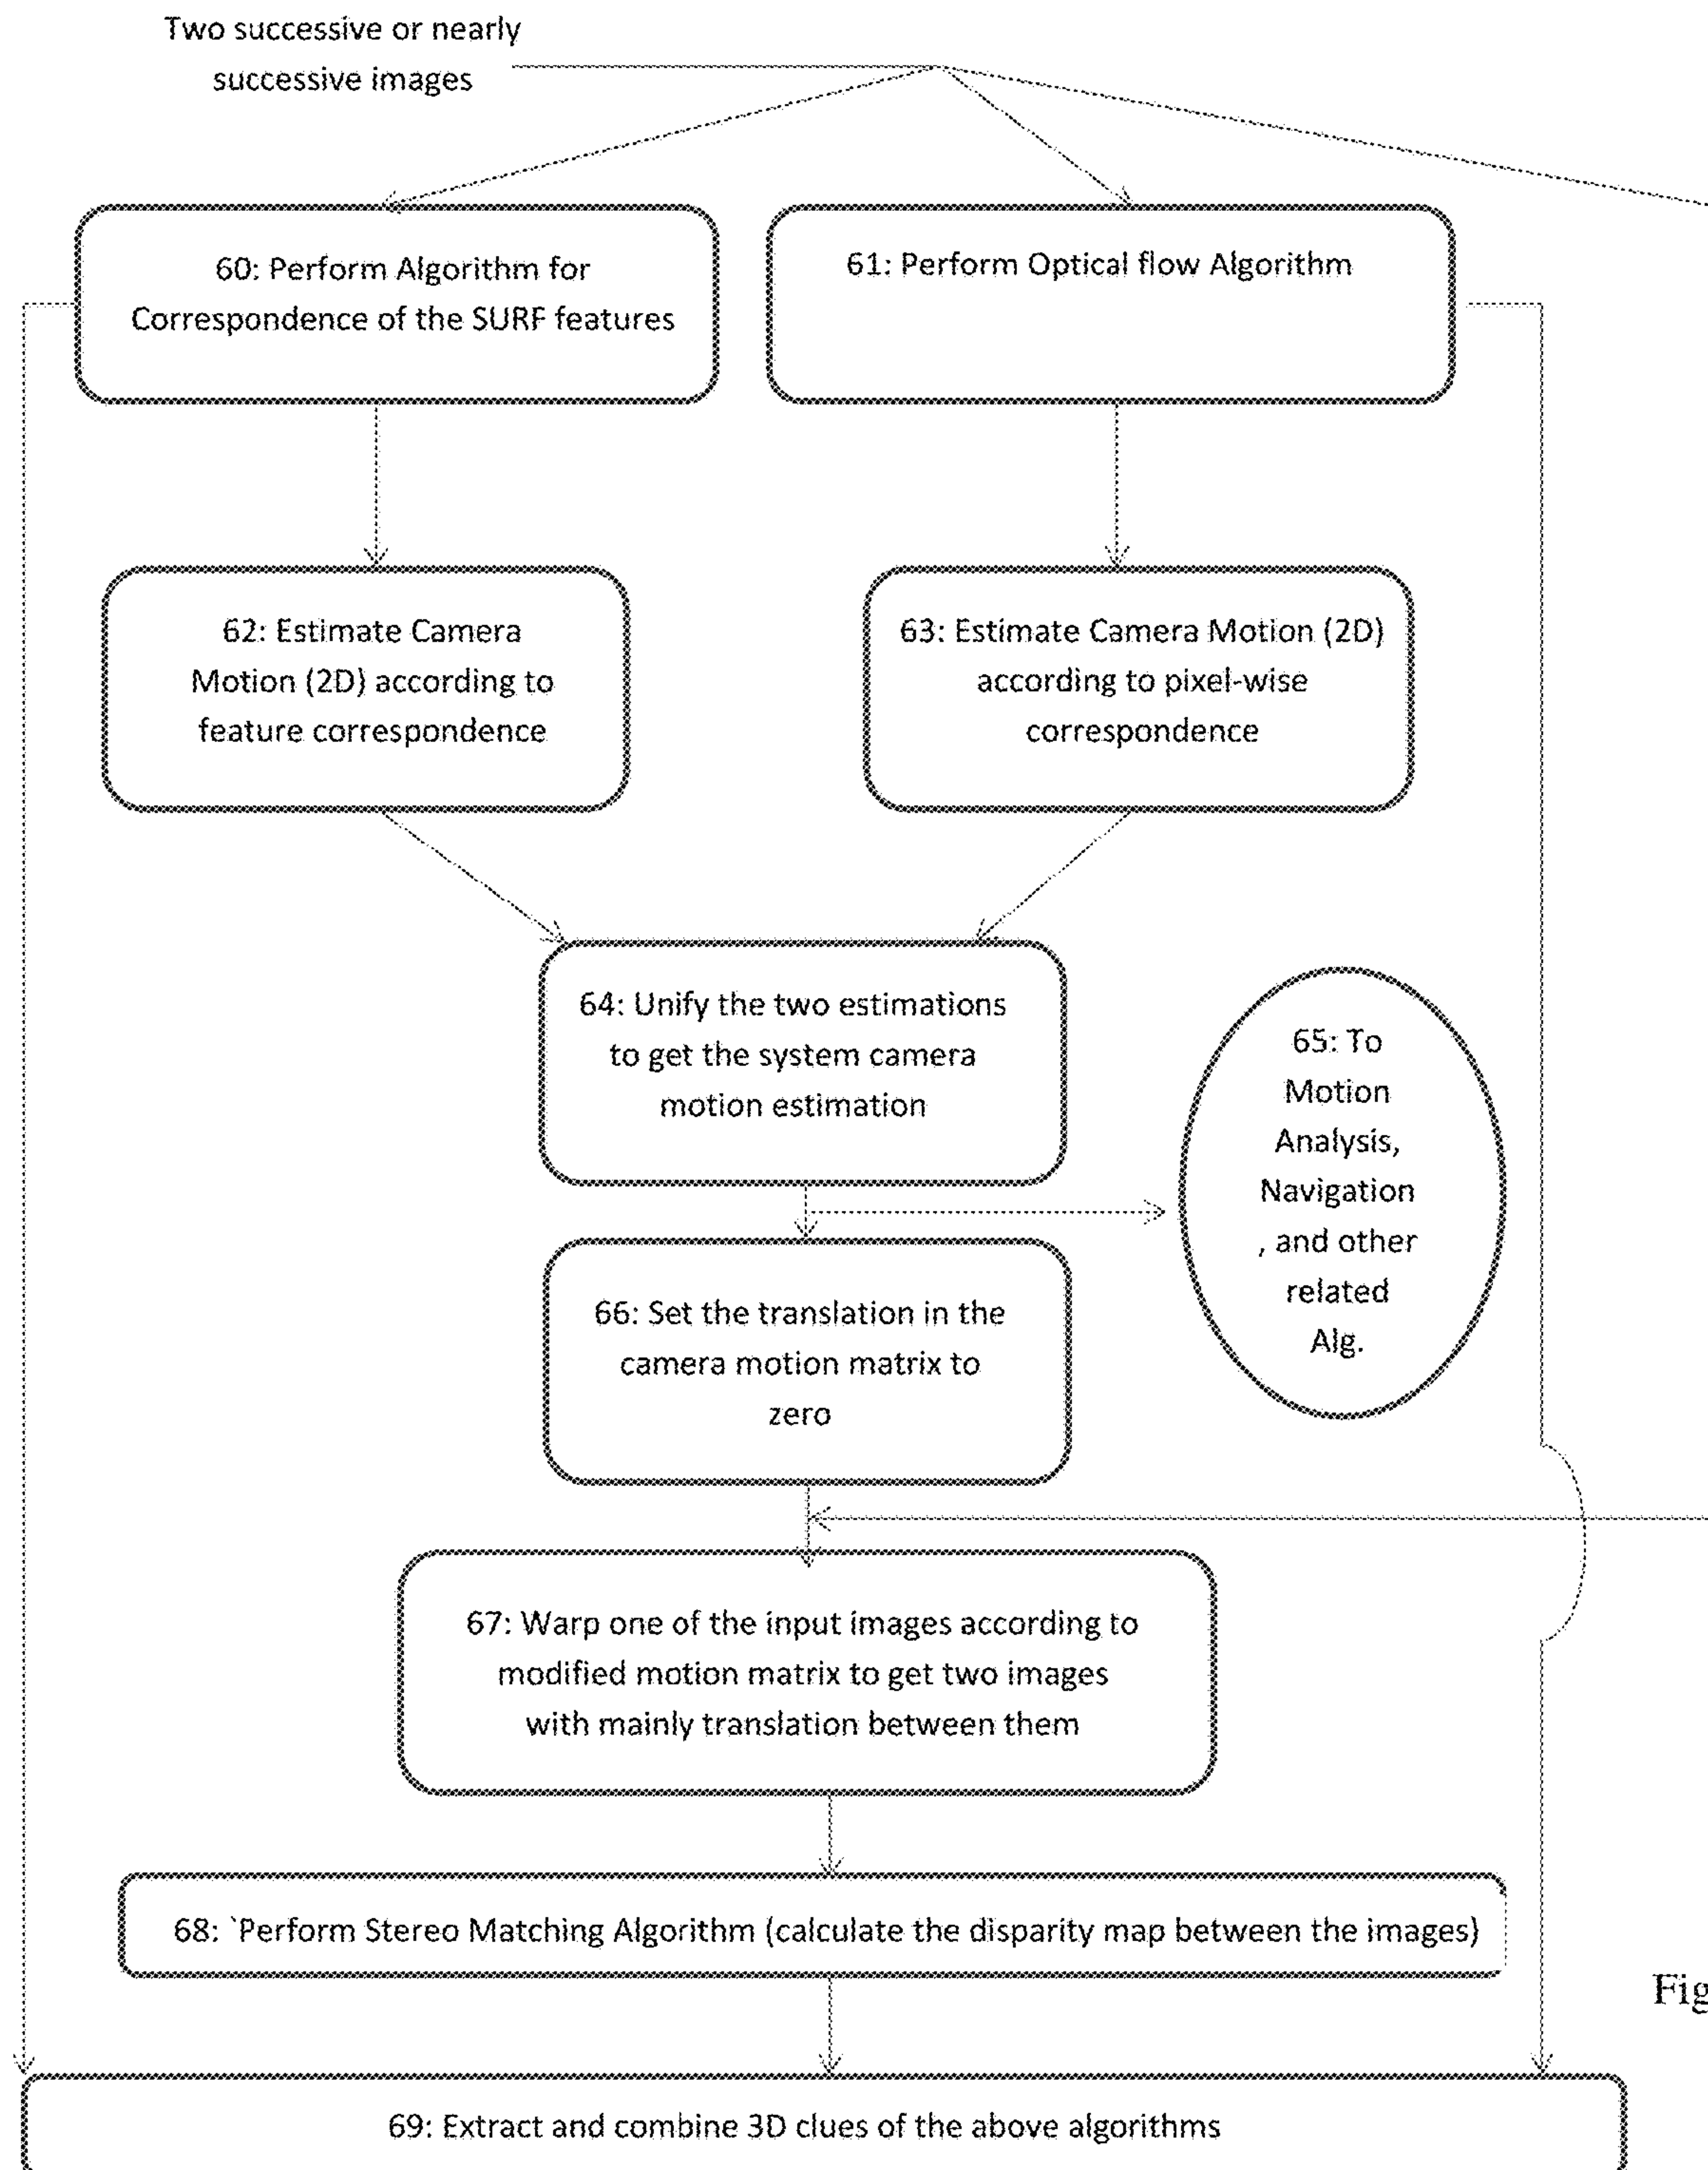 Two successive or nearly
successive images
60: Perform Algorithm for
Correspondence of the SURF features
61: Perform Optical flow Algorithm
62: Estimate Camera
Motion (2D) according to
feature correspondence
63: Estimate Camera Motion (2D)
according to pixel-wise
correspondence
64: Unify the two estimations
to get the system camera
motion estimation
65: To
Motion
Analysis,
Navigation
, and other
related
Alg.
66: Set the translation in the
camera motion matrix to
zero
67: Warp one of the input images according to
modified motion matrix to get two images
with mainly translation between them
68: `Perform Stereo Matching Algorithm (calculate the disparity map between the images)
Fig
69: Extract and combine 3D clues of the above algorithms